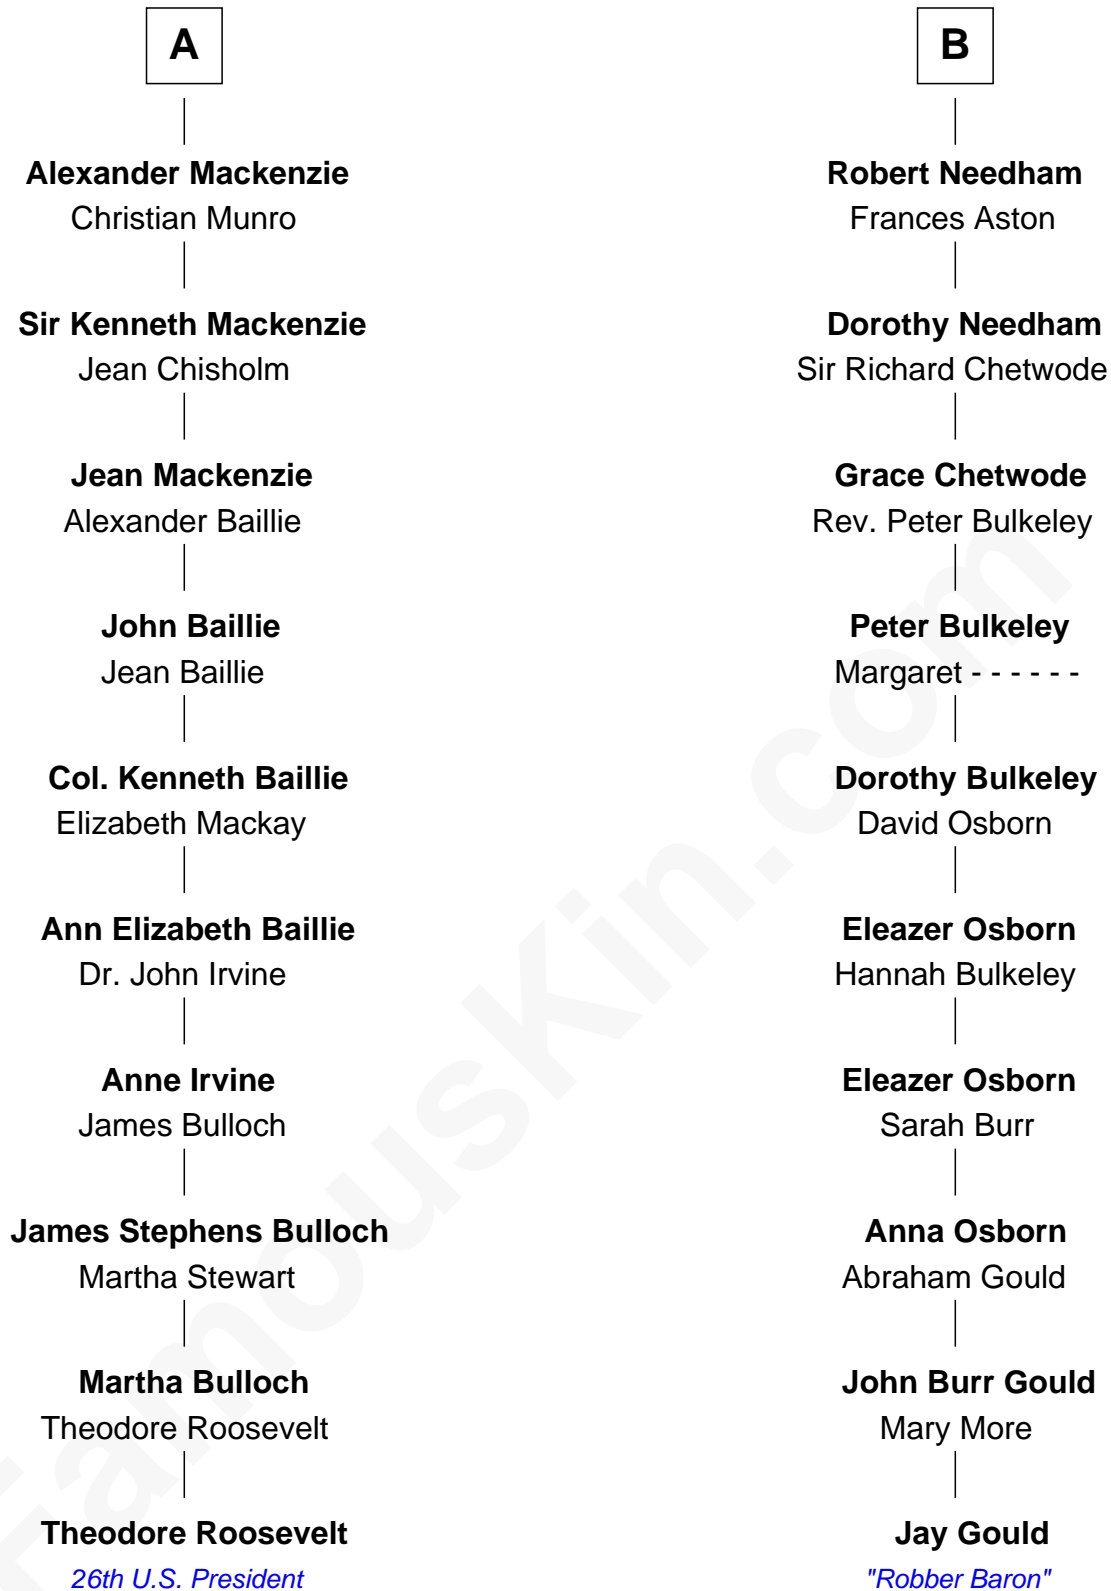 A
Alexander Mackenzie
Christian Munro
Sir Kenneth Mackenzie
Jean Chisholm
Jean Mackenzie
Alexander Baillie
John Baillie
Jean Baillie
Col. Kenneth Baillie
Elizabeth Mackay
Ann Elizabeth Baillie
Dr. John Irvine
Anne Irvine
James Bulloch
James Stephens Bulloch
Martha Stewart
Martha Bulloch
Theodore Roosevelt
Theodore Roosevelt
26th U.S. President
B
Robert Needham
Frances Aston
Dorothy Needham
Sir Richard Chetwode
Grace Chetwode
Rev. Peter Bulkeley
Peter Bulkeley
Margaret - - - - - -
Dorothy Bulkeley
David Osborn
Eleazer Osborn
Hannah Bulkeley
Eleazer Osborn
Sarah Burr
Anna Osborn
Abraham Gould
John Burr Gould
Mary More
Jay Gould
"Robber Baron"
FamousKin.com